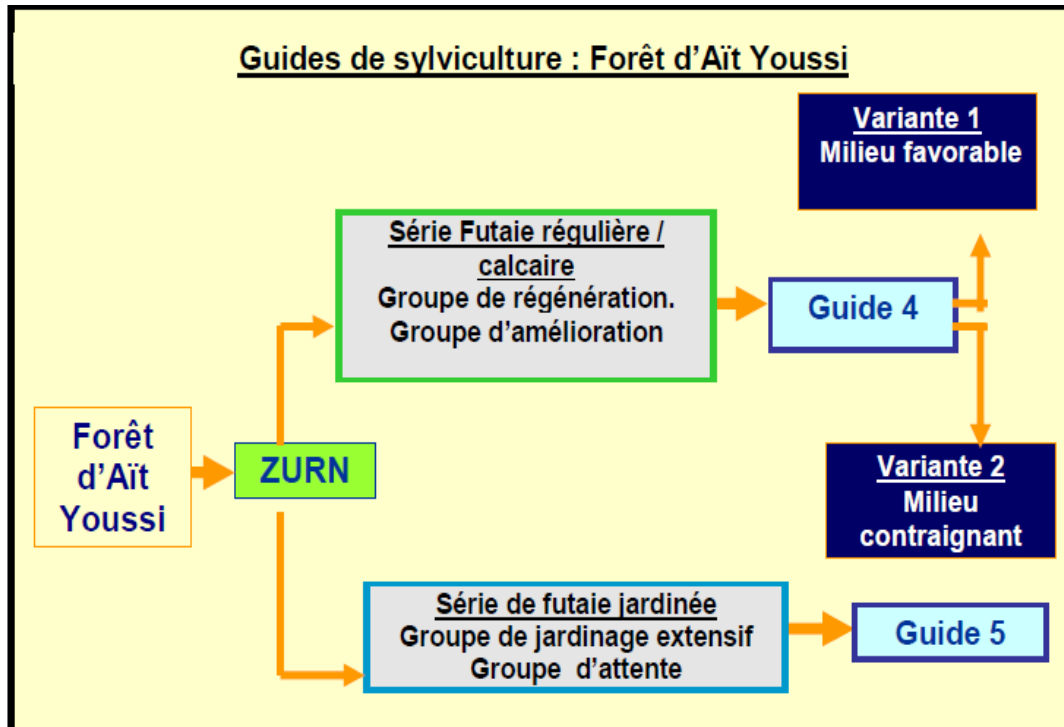 Guides de sylviculture : Forêt d'Aït Youssi
Variante 1
Milieu favorable
Série Futaie régulière /
calcaire
Groupe de régénération.
Groupe d'amélioration
Guide 4
Forêt
d'Aït
Youssi
ZURN
Variante 2
Milieu
contraignant
Série de futaie jardinée
Groupe de jardinage extensif
Groupe d'attente
Guide 5